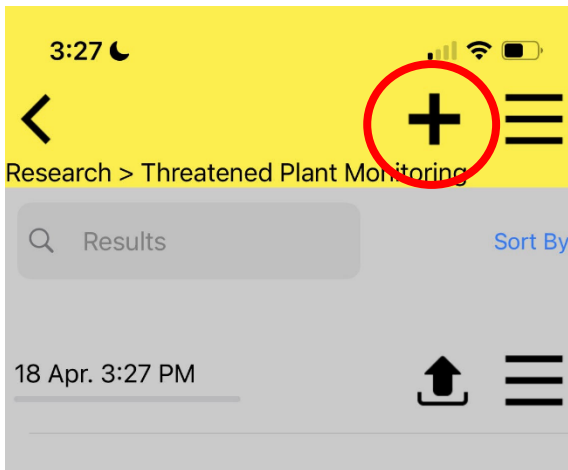 3:27
Research > Threatened Plant Monitoring
Results
Sort By
18 Apr. 3:27 PM